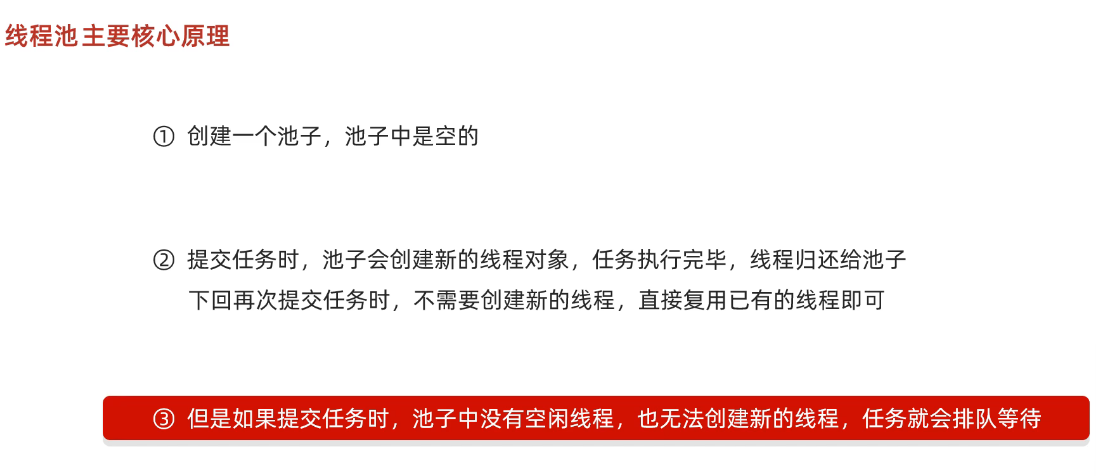 线程池主要核心原理
① 创建一个池子，池子中是空的
② 提交任务时，池子会创建新的线程对象，任务执行完毕，线程归还给池子
下回再次提交任务时，不需要创建新的线程，直接复用已有的线程即可
③ 但是如果提交任务时，池子中没有空闲线程，也无法创建新的线程，任务就会排队等待